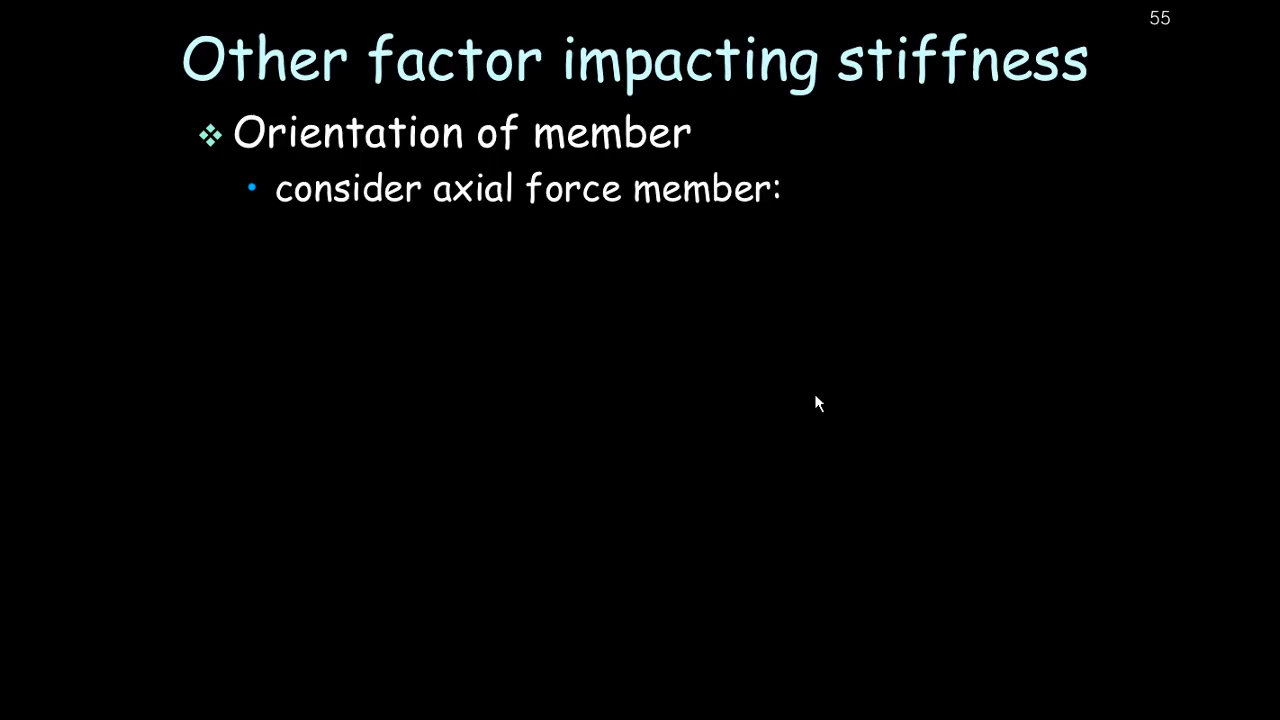 55
Other factor impacting stiffness
❖ Orientation of member
• consider axial force member: